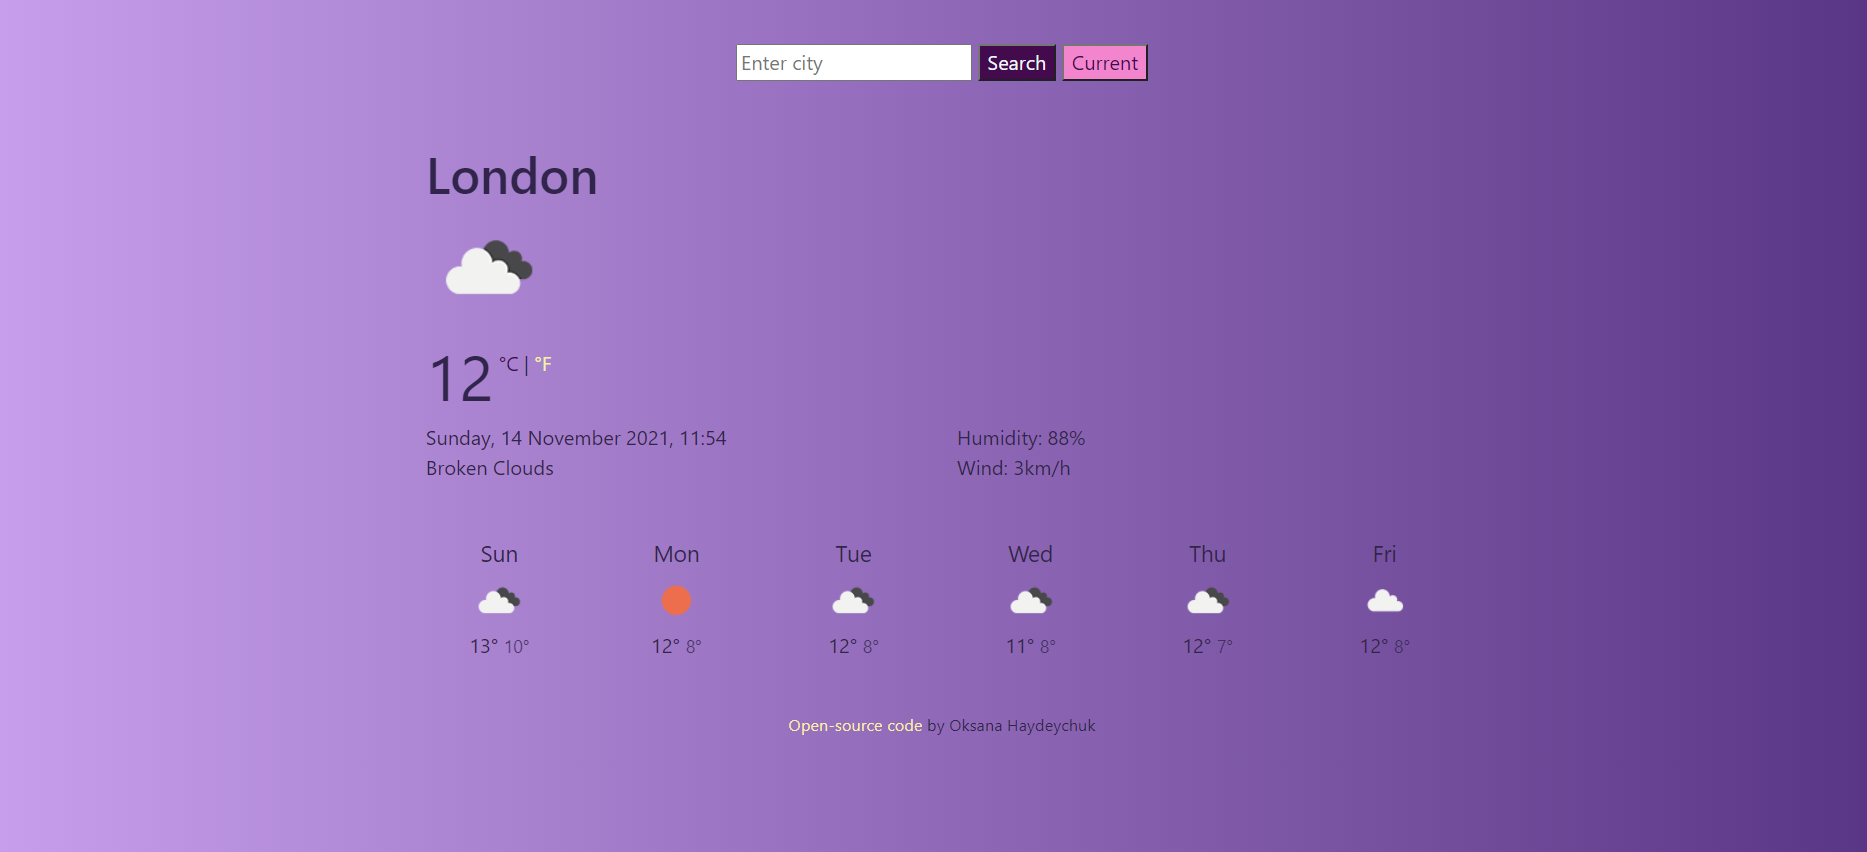 Enter city Search Current
London
12 °C | °F
Sunday, 14 November 2021, 11:54 Humidity: 88%
Broken Clouds Wind: 3km/h
Sun Mon Tue Wed Thu Fri
13° 10° 12° 8° 12° 8° 11° 8° 12° 7° 12° 8°
Open-source code by Oksana Haydeychuk